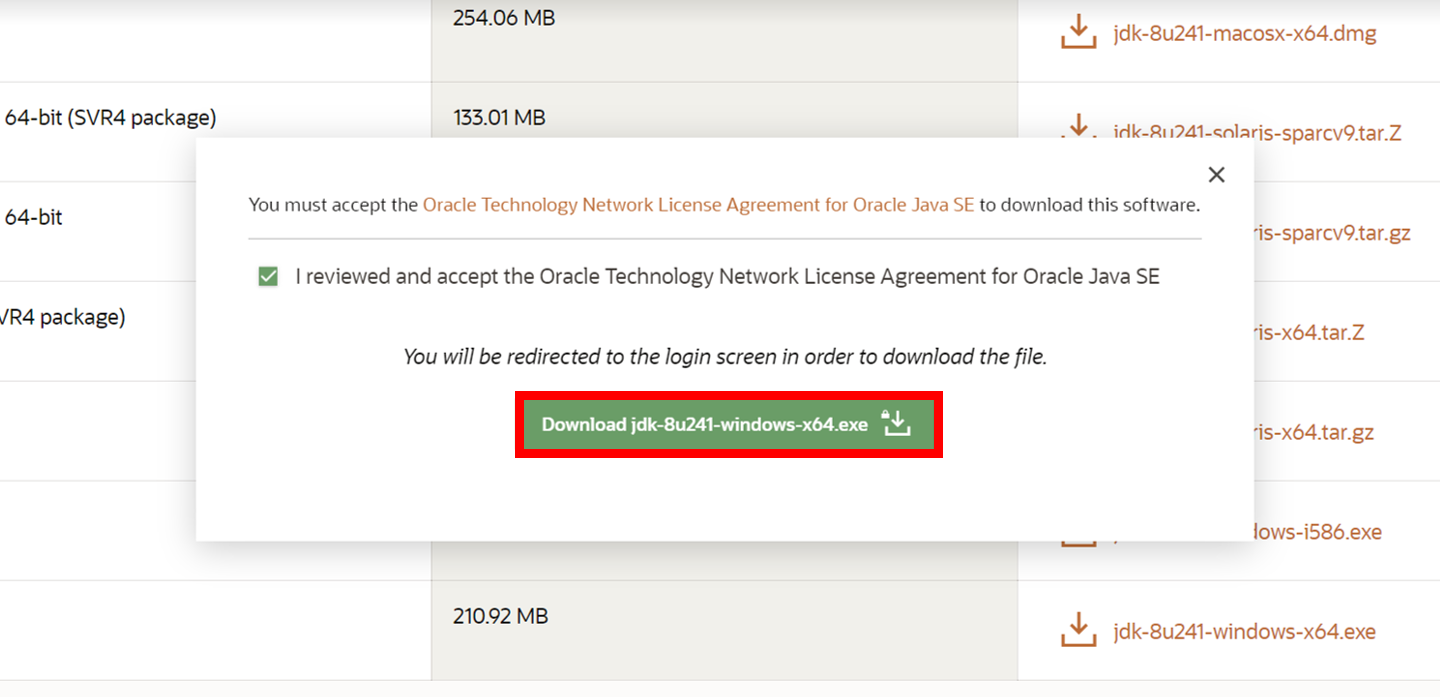 254.06 MB
jdk-8u241-macosx-x64.dmg
64-bit (SVR4 package)
133.01 MB
jdk-8u241-solaris-sparcv9.tar.Z
You must accept the Oracle Technology Network License Agreement for Oracle Java SE to download this software.
64-bit
ris-sparcv9.tar.gz
I reviewed and accept the Oracle Technology Network License Agreement for Oracle Java SE
VR4 package)
ris-x64.tar.Z
You will be redirected to the login screen in order to download the file.
Download jdk-8u241-windows-x64.exe
ris-x64.tar.gz
dows-i586.exe
210.92 MB
jdk-8u241-windows-x64.exe